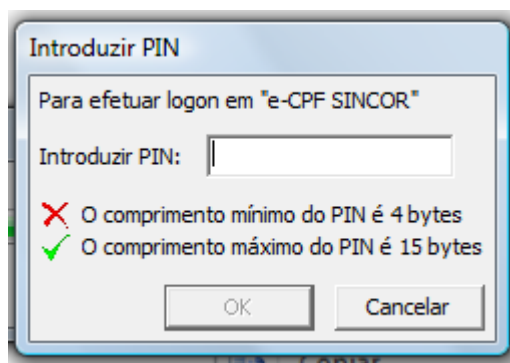 Introduzir PIN
Para efetuar logon em "e-CPF SINCOR"
Introduzir PIN:
O comprimento mínimo do PIN é 4 bytes
O comprimento máximo do PIN é 15 bytes
OK
Cancelar